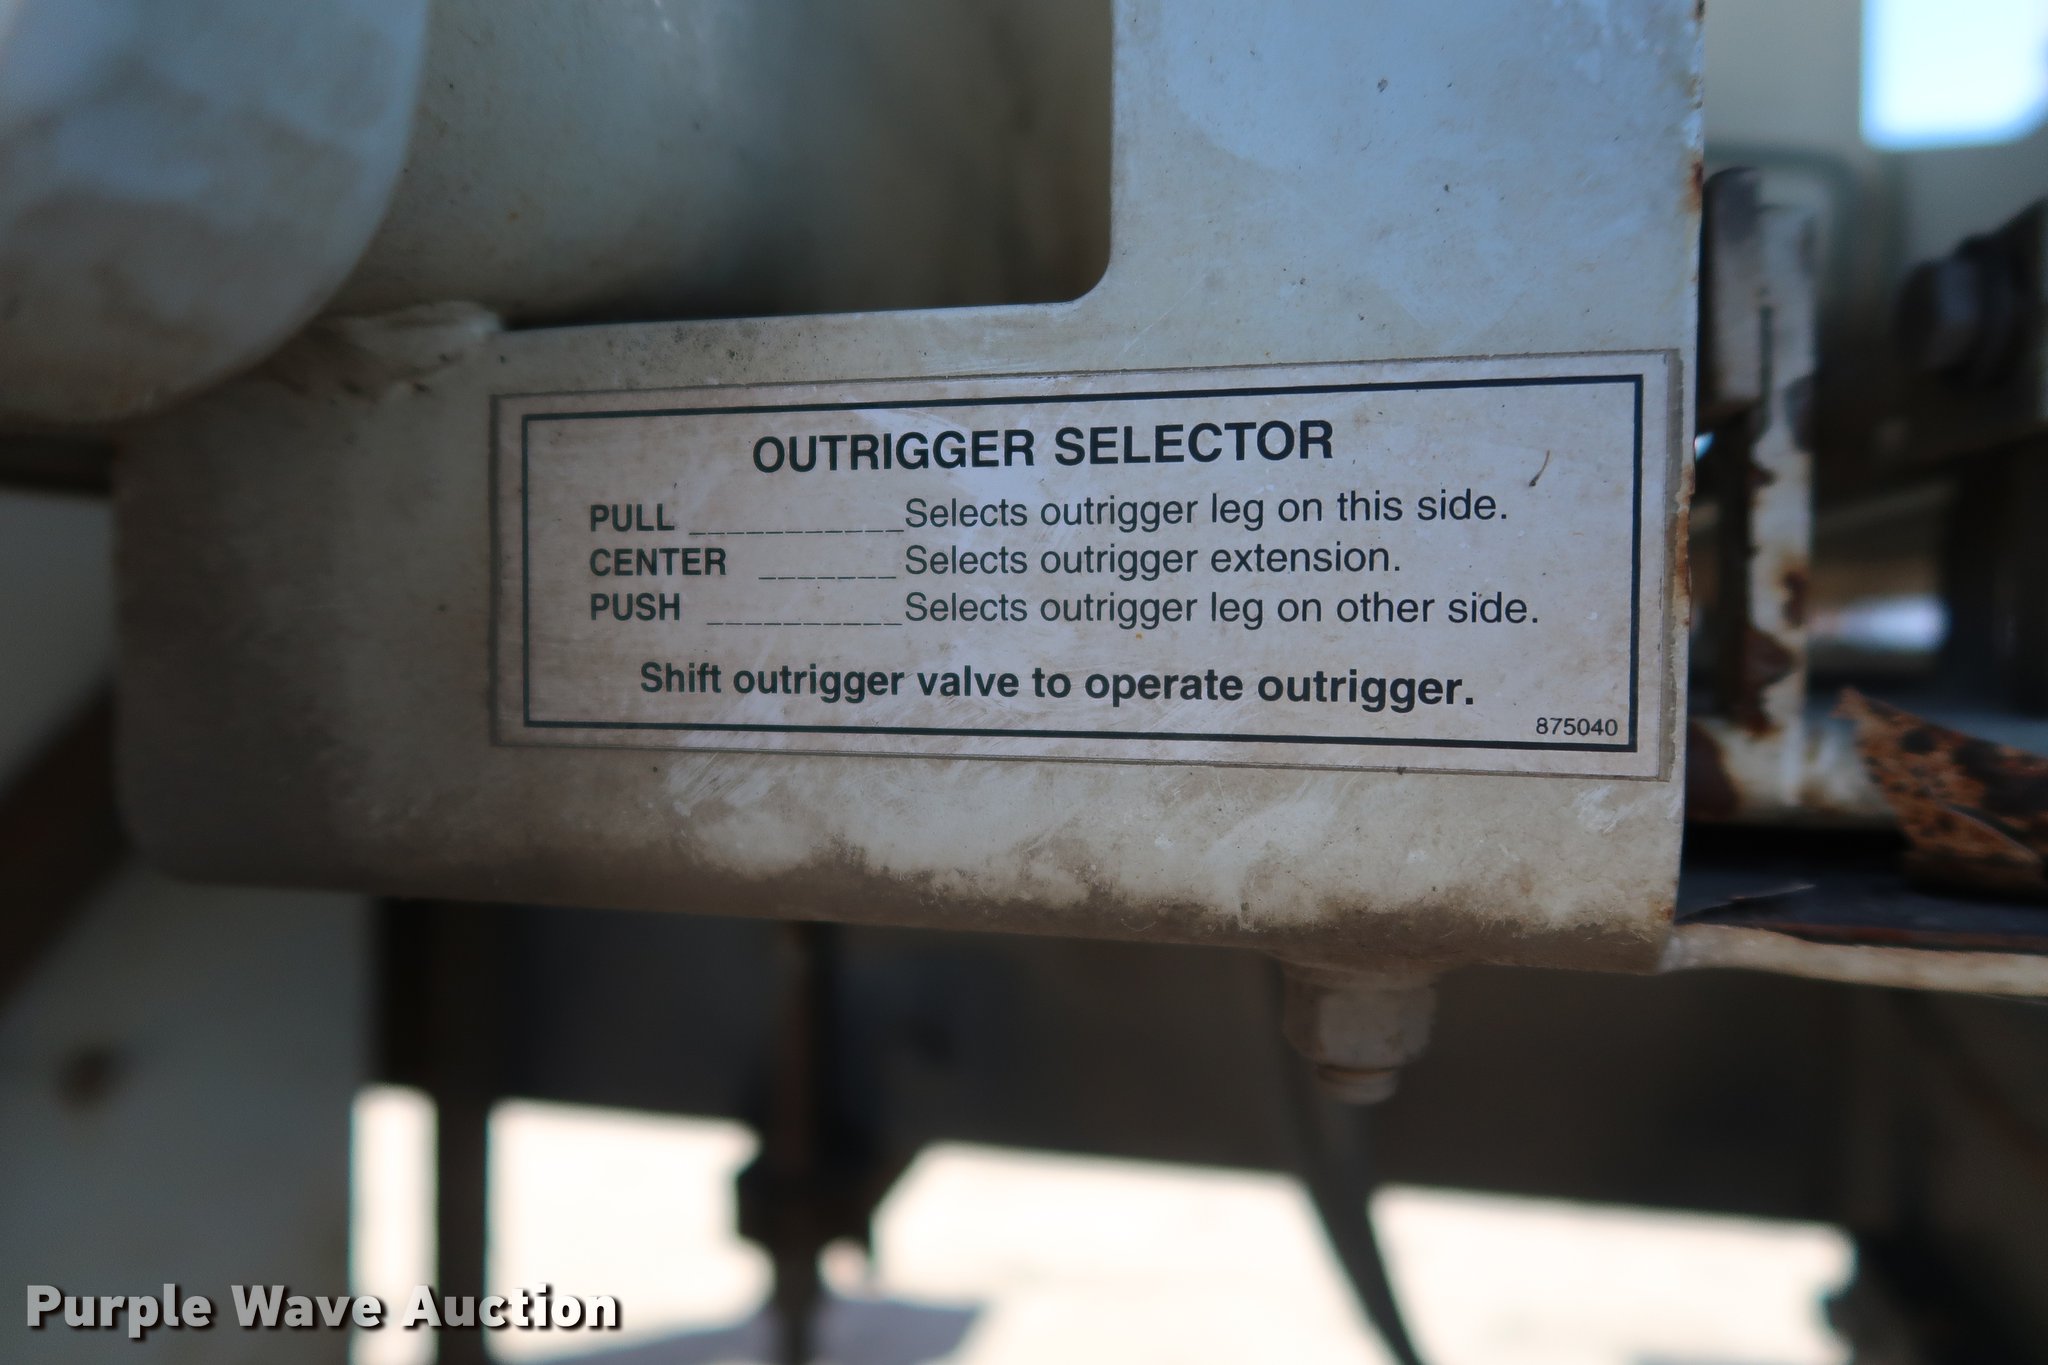 OUTRIGGER SELECTOR
PULL ___________Selects outrigger leg on this side.
CENTER _______Selects outrigger extension.
PUSH __________Selects outrigger leg on other side.
Shift outrigger valve to operate outrigger.
875040
Purple Wave Auction